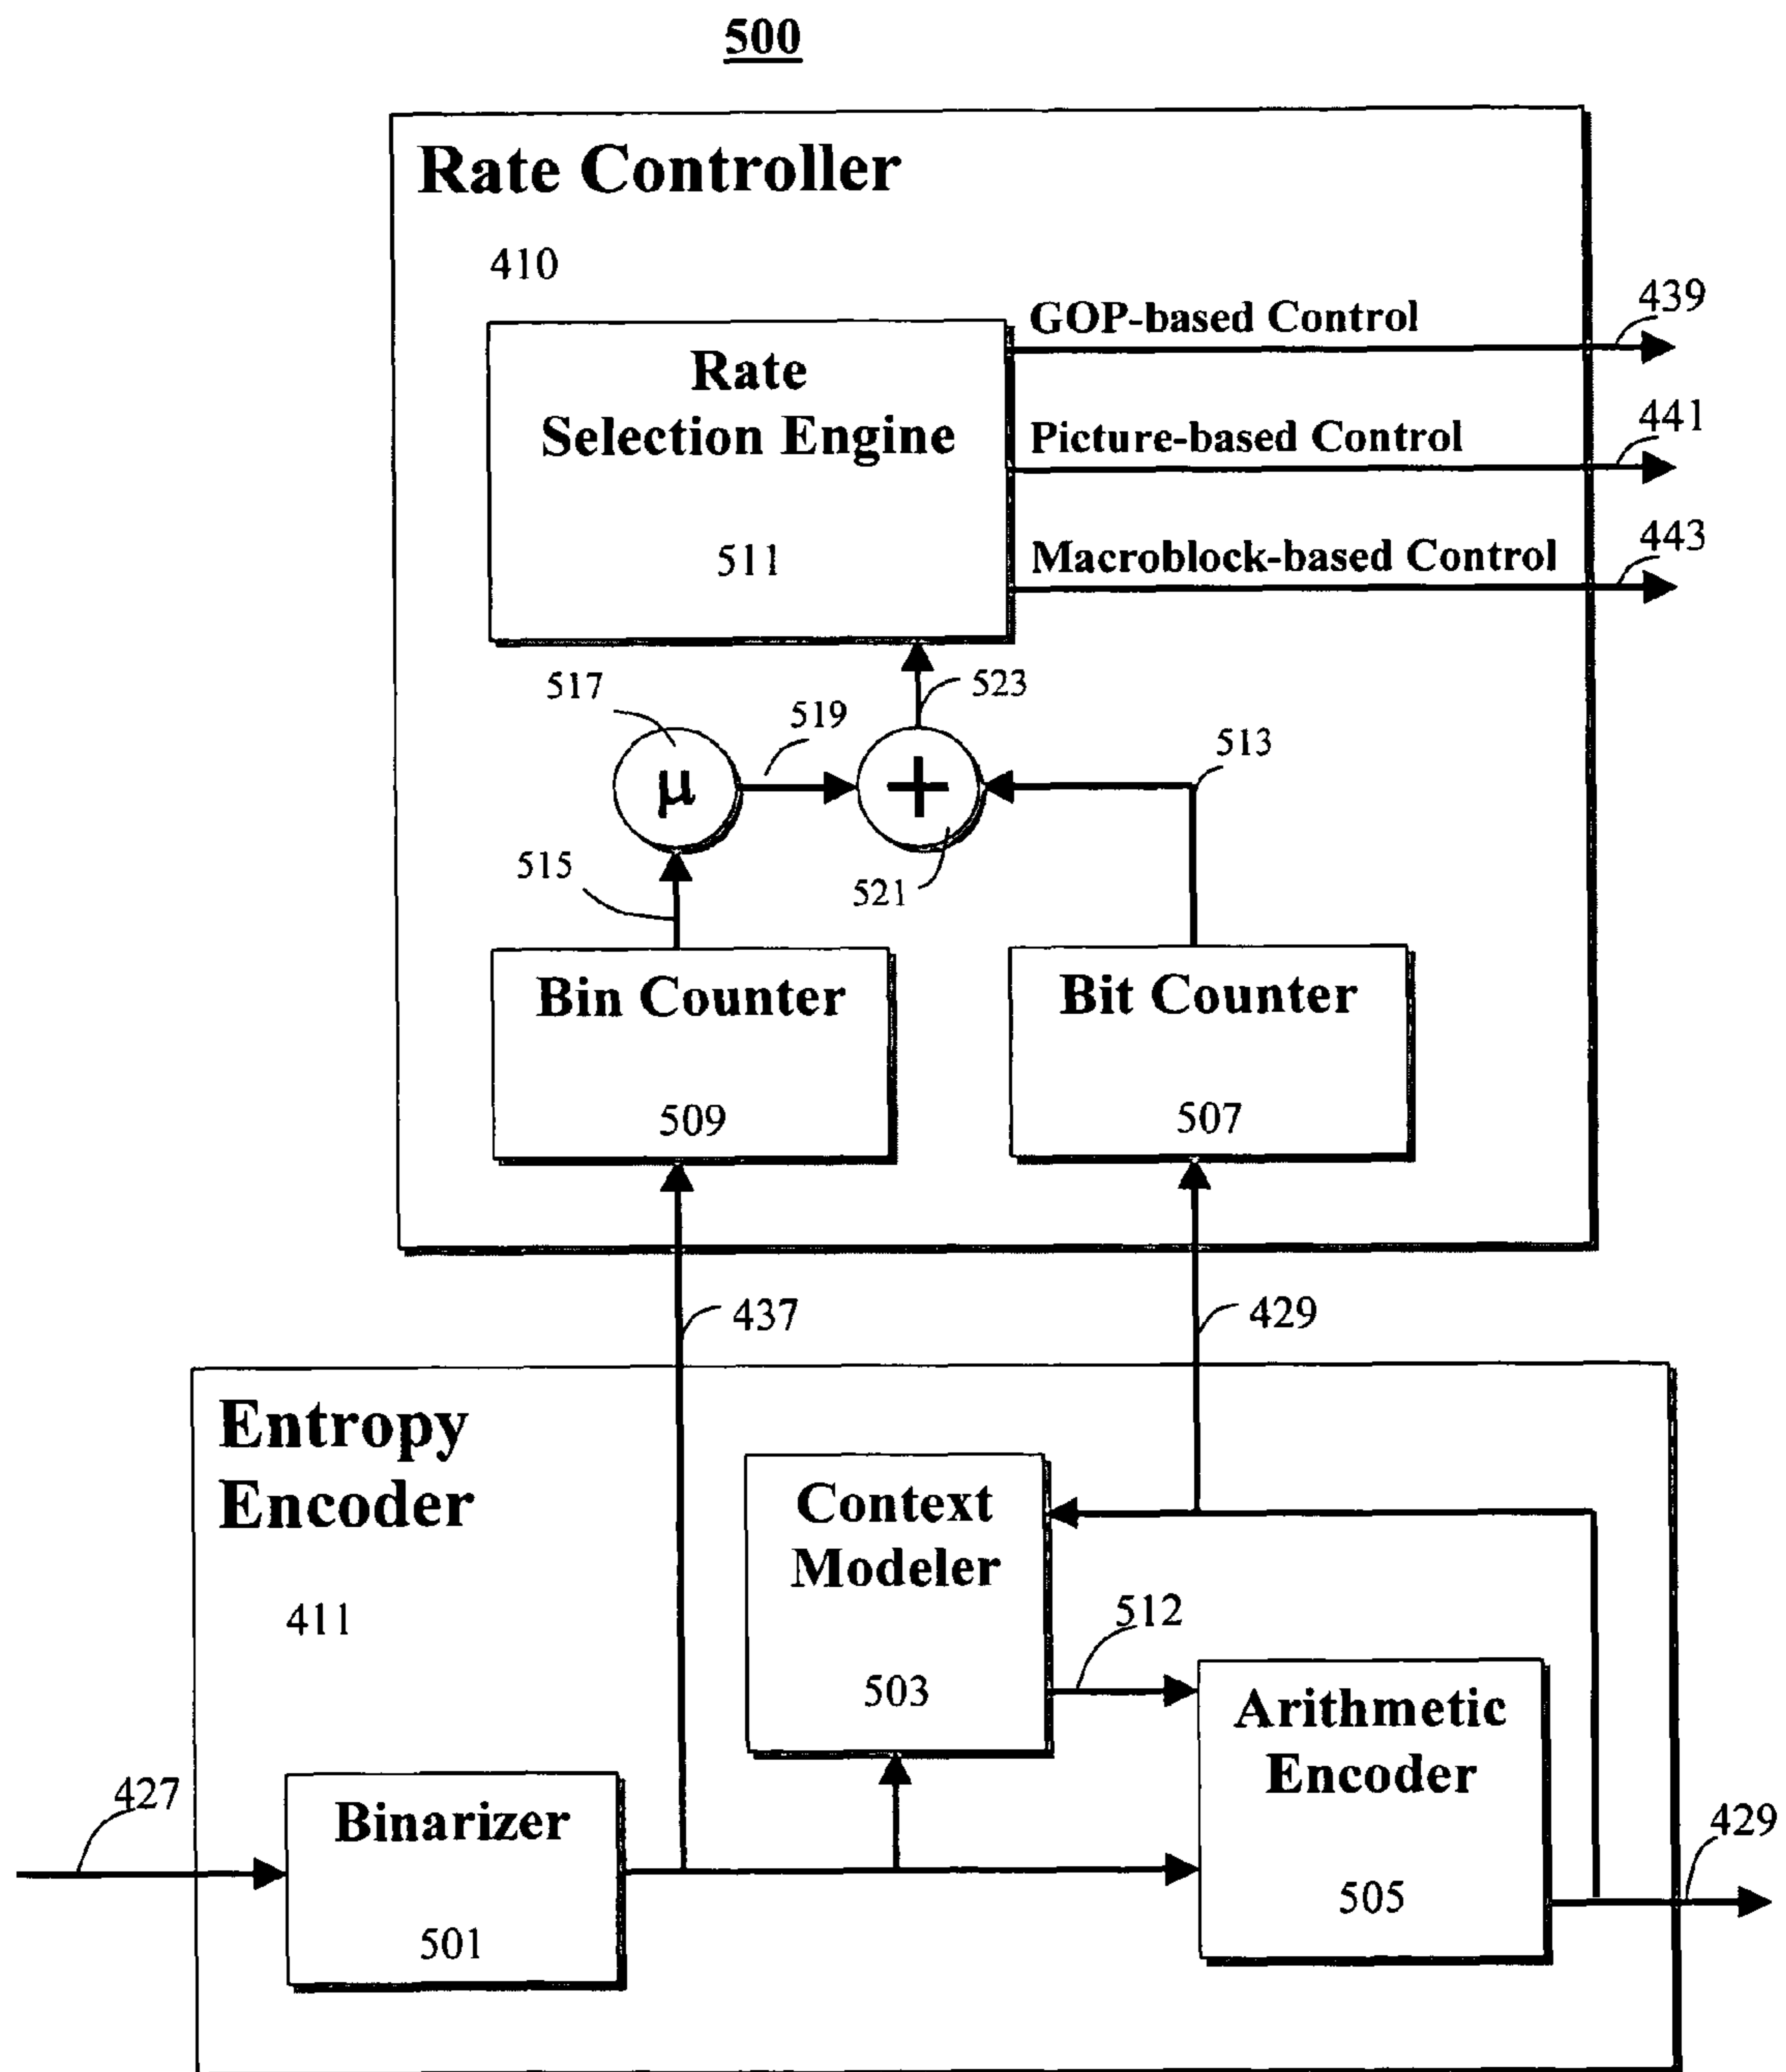 500
Rate Controller
410
Rate
Selection Engine
511
GOP-based Control
439
Picture-based Control
441
Macroblock-based Control
443
517
519
523
513
μ
+
515
521
Bin Counter
509
Bit Counter
507
437
429
Entropy
Encoder
411
Context
Modeler
503
512
Arithmetic
Encoder
505
427
Binarizer
501
429